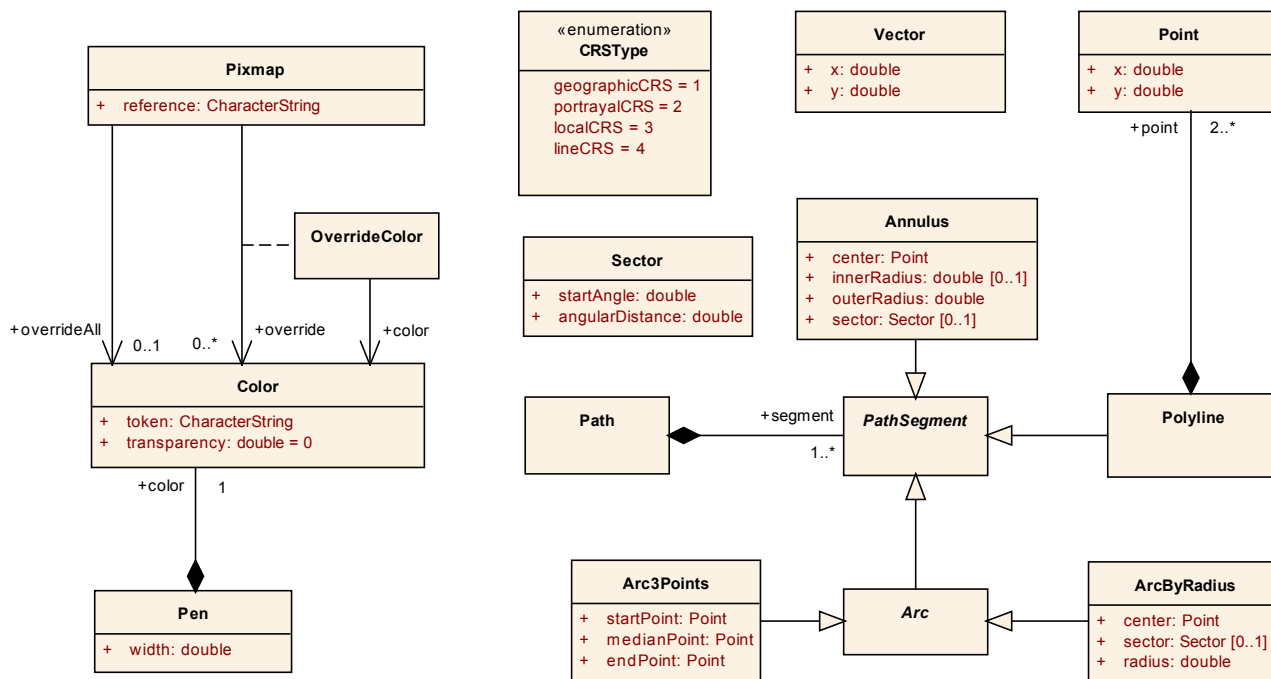 Pixmap
+ reference: CharacterString
OverrideColor
+overrideAll
0..1
0..*
+override
+color
Color
+ token: CharacterString
+ transparency: double = 0
+color
1
Pen
+ width: double
«enumeration»
CRSType
geographicCRS = 1
portrayalCRS = 2
localCRS = 3
lineCRS = 4
Vector
+ x: double
+ y: double
Point
+ x: double
+ y: double
+point
2..*
Sector
+ startAngle: double
+ angularDistance: double
Annulus
+ center: Point
+ innerRadius: double [0..1]
+ outerRadius: double
+ sector: Sector [0..1]
Path
+segment
1..*
PathSegment
Polyline
Arc3Points
+ startPoint: Point
+ medianPoint: Point
+ endPoint: Point
Arc
ArcByRadius
+ center: Point
+ sector: Sector [0..1]
+ radius: double